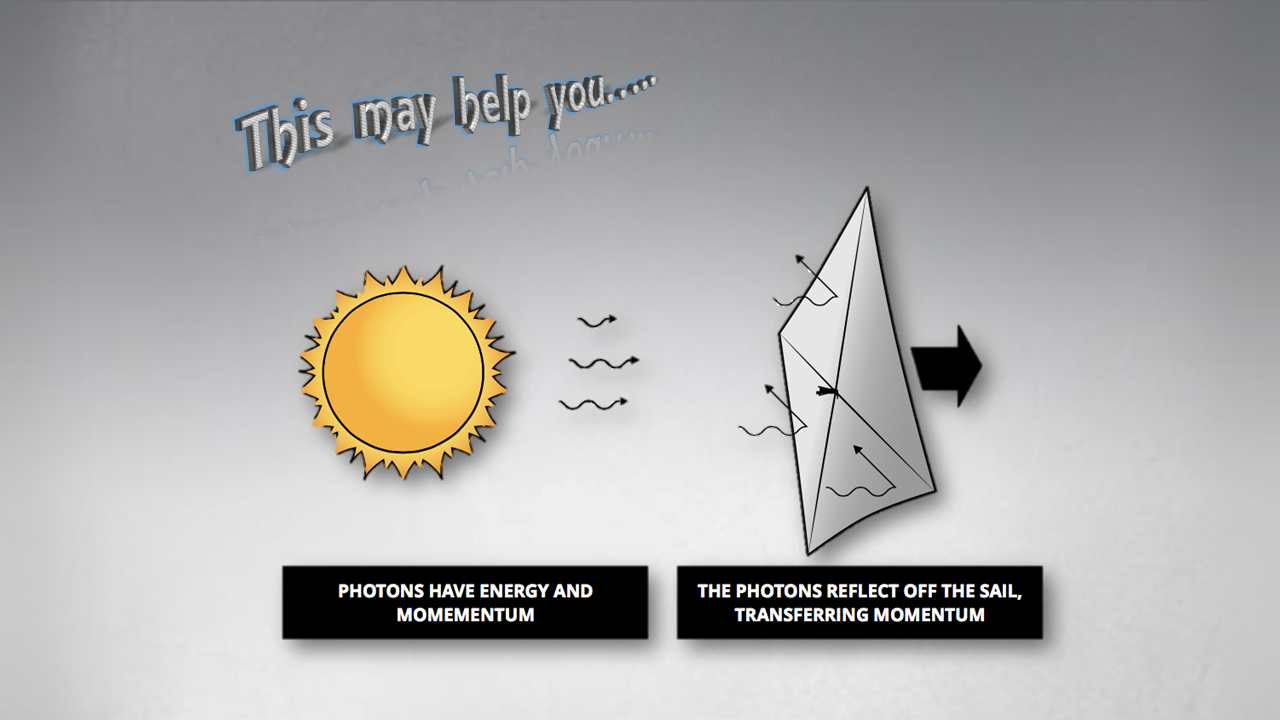 This may help you.....
PHOTONS HAVE ENERGY AND
MOMEMENTUM
THE PHOTONS REFLECT OFF THE SAIL,
TRANSFERRING MOMENTUM